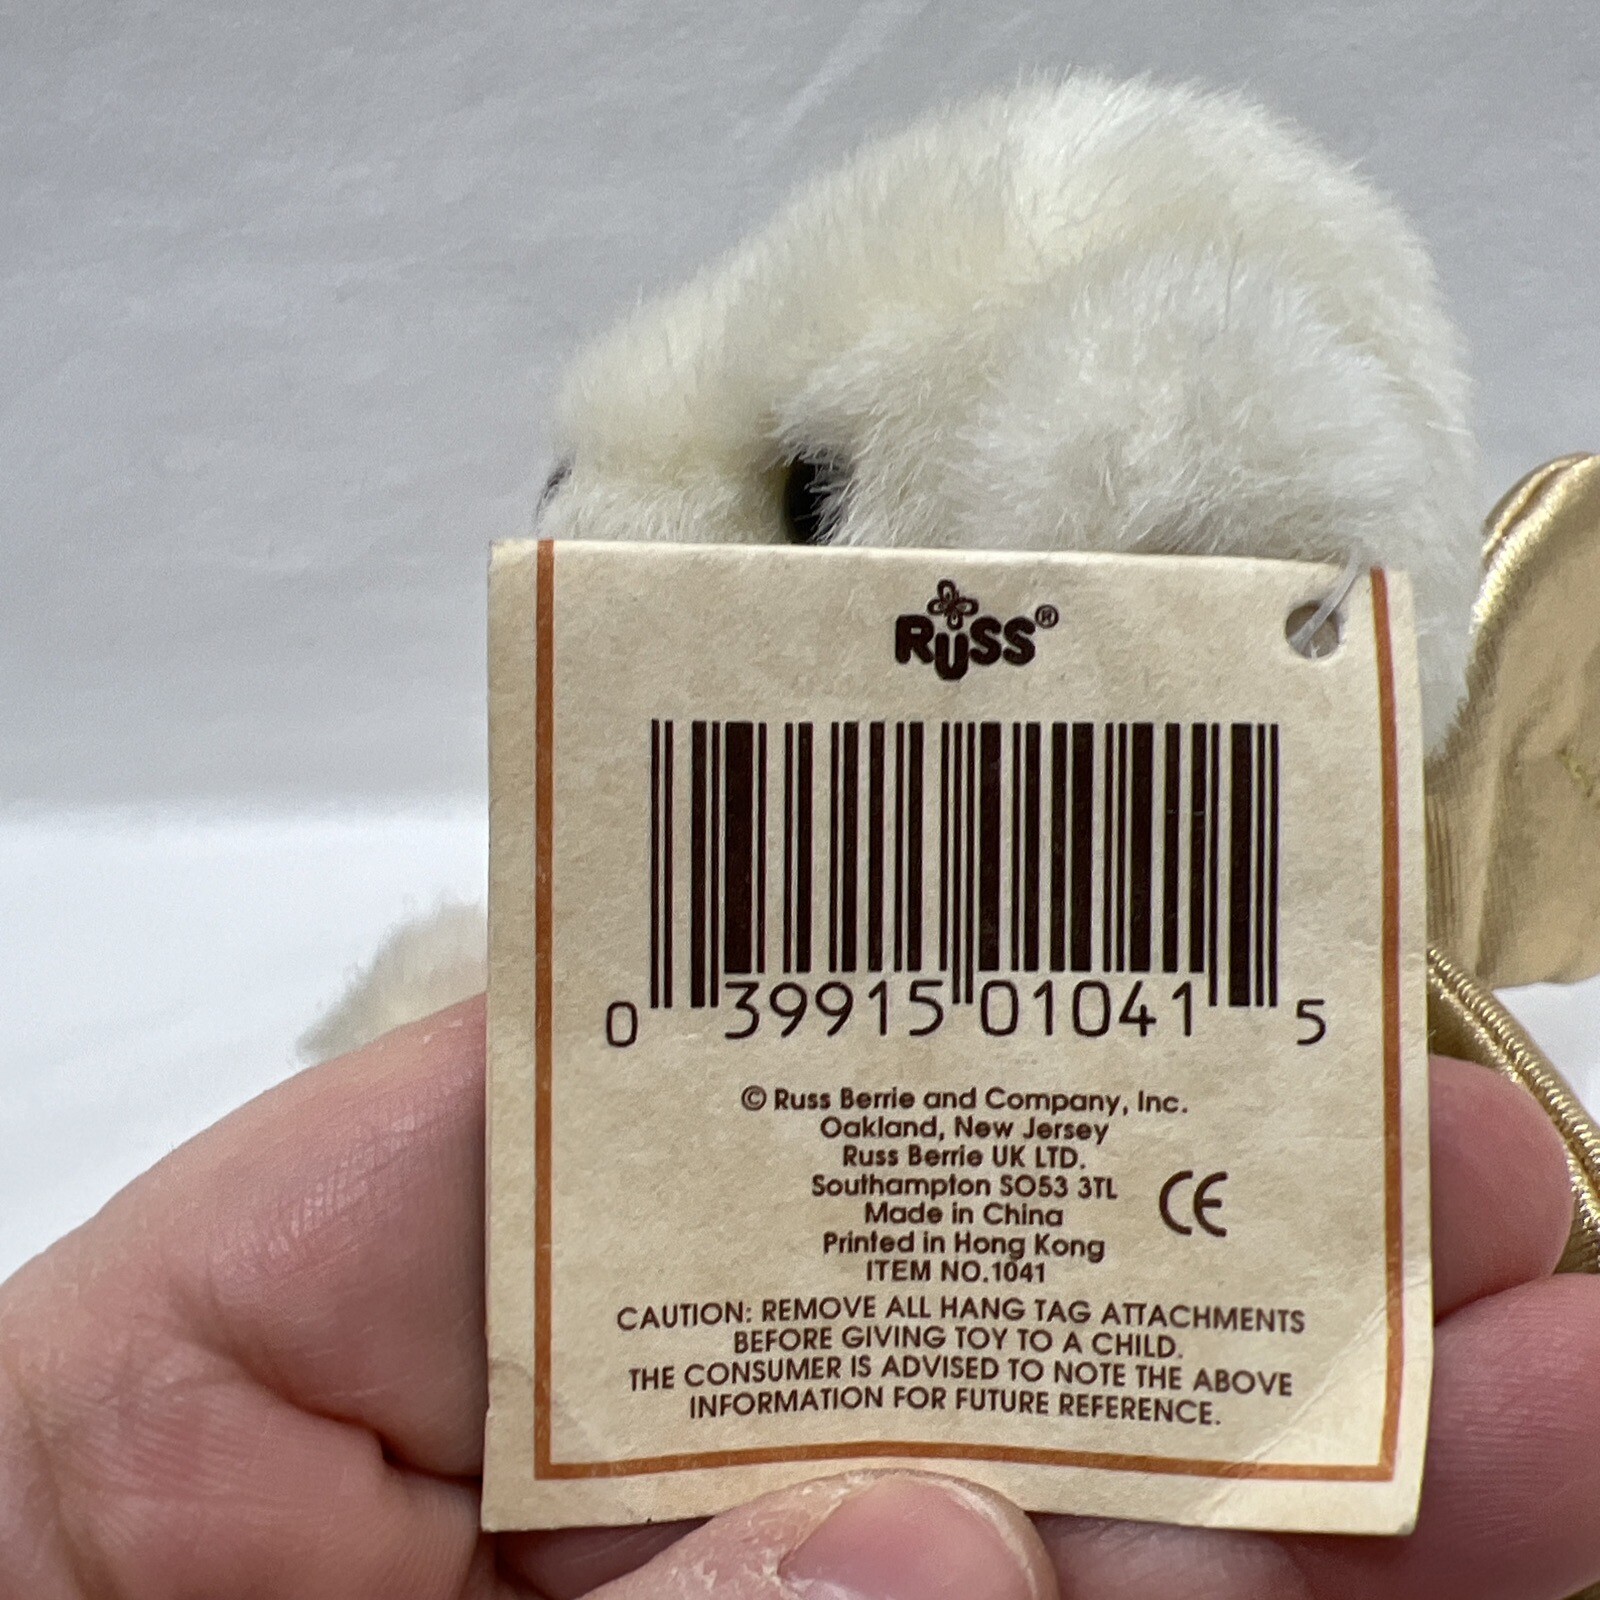 RUSS®
0 39915 01041 5
© Russ Berrie and Company, Inc.
Oakland, New Jersey
Russ Berrie UK LTD.
Southampton SO53 3TL
CE
Made in China
Printed in Hong Kong
ITEM NO.1041
CAUTION: REMOVE ALL HANG TAG ATTACHMENTS
BEFORE GIVING TOY TO A CHILD.
THE CONSUMER IS ADVISED TO NOTE THE ABOVE
INFORMATION FOR FUTURE REFERENCE.